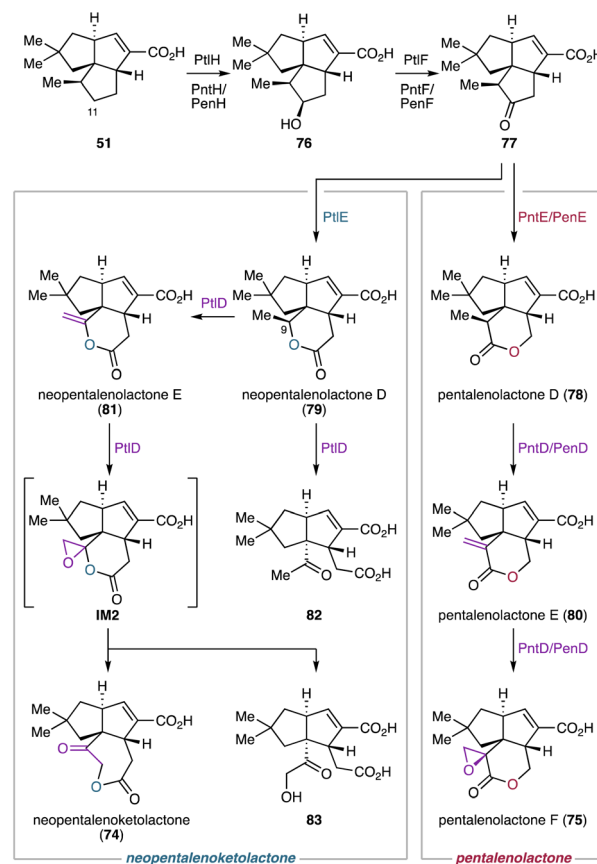 H
Me
Me
CO₂H
Me
H
11
51
PtlH
PntH/
PenH
H
Me
Me
CO₂H
Me
H
HO
76
PtlF
PntF/
PenF
H
Me
Me
CO₂H
Me
H
O
77
PtlE
PntE/PenE
H
Me
Me
CO₂H
H
O
O
neopentalenolactone E
(81)
PtlD
H
Me
Me
CO₂H
Me
H
9
O
O
neopentalenolactone D
(79)
H
Me
Me
CO₂H
Me
H
O
O
pentalenolactone D (78)
PtlD
PtlD
PntD/PenD
H
Me
Me
CO₂H
H
O
O
O
IM2
H
Me
Me
CO₂H
H
Me
O
CO₂H
82
H
Me
Me
CO₂H
H
O
O
pentalenolactone E (80)
PntD/PenD
H
Me
Me
CO₂H
H
O
O
O
neopentalenoketolactone
(74)
H
Me
Me
CO₂H
H
O
CO₂H
OH
83
H
Me
Me
CO₂H
H
O
O
O
pentalenolactone F (75)
neopentalenoketolactone
pentalenolactone